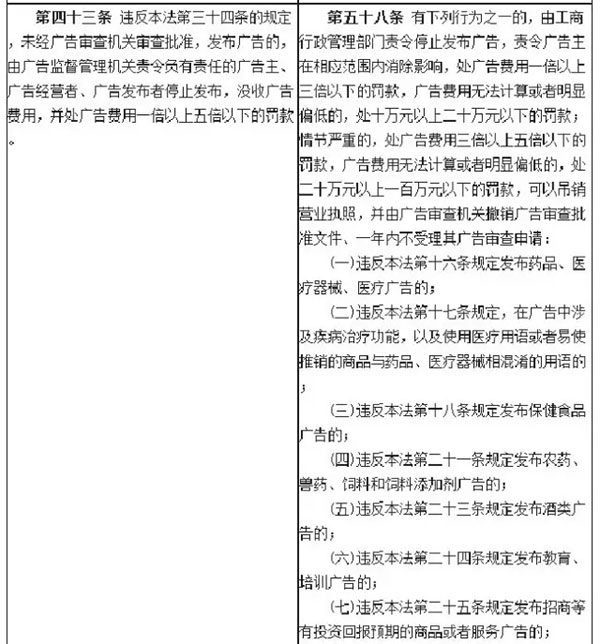 第四十三条 违反本法第三十四条的规定
，未经广告审查机关审查批准，发布广告的，
由广告监督管理机关责令负有责任的广告主、
广告经营者、广告发布者停止发布，没收广告
费用，并处广告费用一倍以上五倍以下的罚款
。
第五十八条 有下列行为之一的，由工商
行政管理部门责令停止发布广告，责令广告主
在相应范围内消除影响，处广告费用一倍以上
三倍以下的罚款，广告费用无法计算或者明显
偏低的，处十万元以上二十万元以下的罚款；
情节严重的，处广告费用三倍以上五倍以下的
罚款，广告费用无法计算或者明显偏低的，处
二十万元以上一百万元以下的罚款，可以吊销
营业执照，并由广告审查机关撤销广告审查批
准文件、一年内不受理其广告审查申请：
(一)违反本法第十六条规定发布药品、医
疗器械、医疗广告的；
(二)违反本法第十七条规定，在广告中涉
及疾病治疗功能，以及使用医疗用语或者易使
推销的商品与药品、医疗器械相混淆的用语的
；
(三)违反本法第十八条规定发布保健食品
广告的；
(四)违反本法第二十一条规定发布农药、
兽药、饲料和饲料添加剂广告的；
(五)违反本法第二十三条规定发布酒类广
告的；
(六)违反本法第二十四条规定发布教育、
培训广告的；
(七)违反本法第二十五条规定发布招商等
有投资回报预期的商品或者服务广告的；